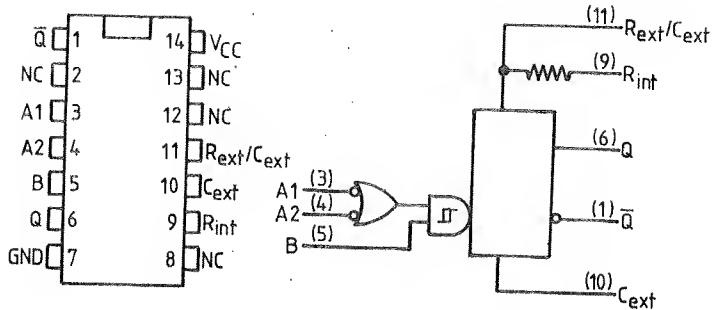 Q̅ 1 14 VCC
NC 2 13 NC
A1 3 12 NC
A2 4 11 Rext/Cext
B 5 10 Cext
Q 6 9 Rint
GND 7 8 NC
(11) Rext/Cext
(9) Rint
(6) Q
A1 (3)
A2 (4)
(1) Q̅
B (5)
(10) Cext